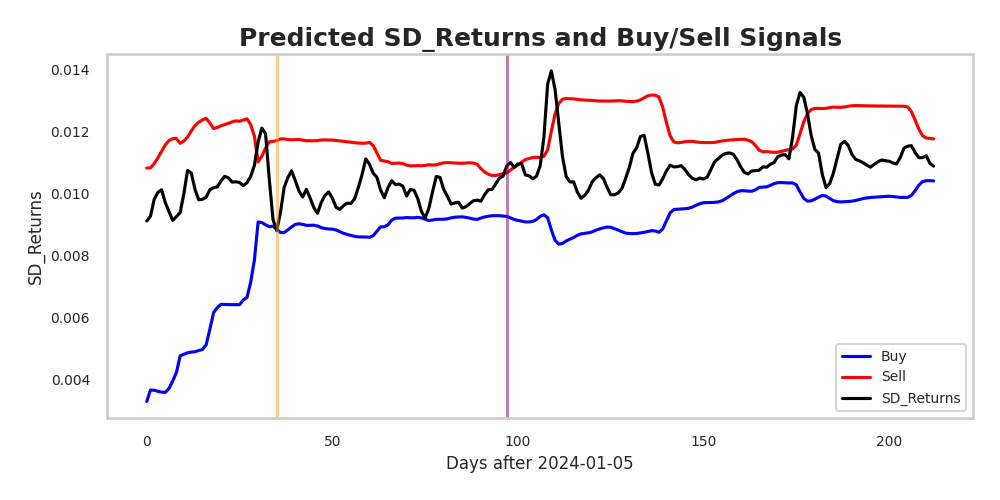 Predicted SD_Returns and Buy/Sell Signals
0.014
0.012
0.010
0.008
0.006
0.004
SD_Returns
Buy
Sell
SD_Returns
0 50 100 150 200
Days after 2024-01-05